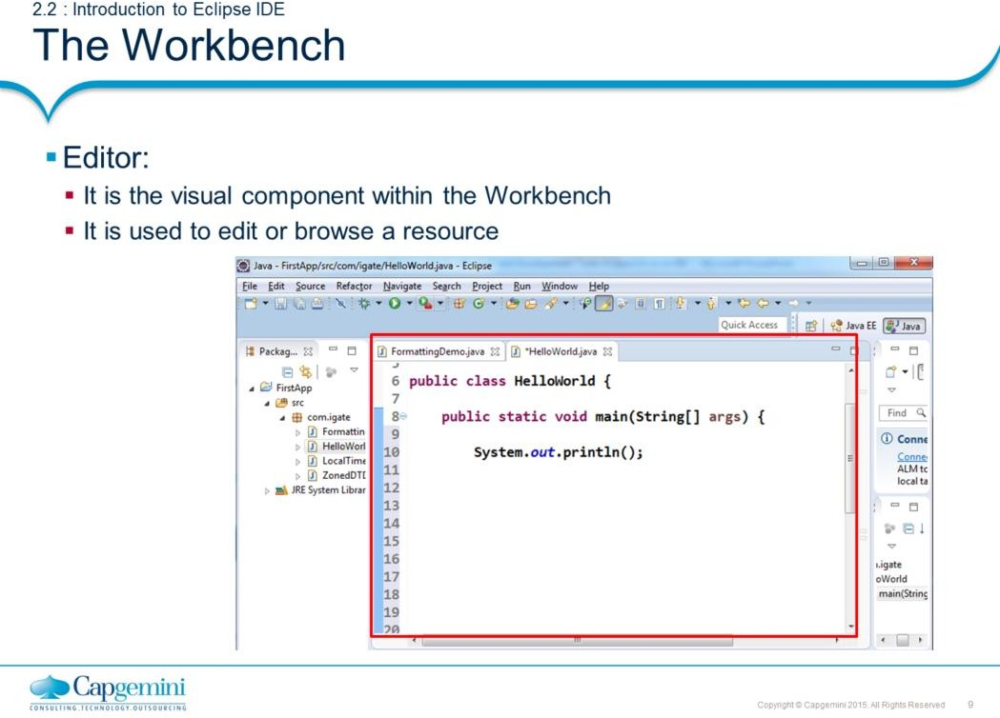 2.2 : Introduction to Eclipse IDE
The Workbench
Editor:
It is the visual component within the Workbench
It is used to edit or browse a resource
Java - FirstApp/src/com/igate/HelloWorld.java - Eclipse
File Edit Source Refactor Navigate Search Project Run Window Help
Quick Access
Java EE
Java
Packag...
FormattingDemo.java
*HelloWorld.java
FirstApp
src
com.igate
Formattin
HelloWorl
LocalTime
ZonedDTD
JRE System Librar
6 public class HelloWorld {
7
8 public static void main(String[] args) {
9
10 System.out.println();
11
12
13
14
15
16
17
18
19
20
Find
Conne
Conne
ALM to
local ta
.igate
oWorld
main(String
Capgemini
CONSULTING.TECHNOLOGY.OUTSOURCING
Copyright © Capgemini 2015. All Rights Reserved
9